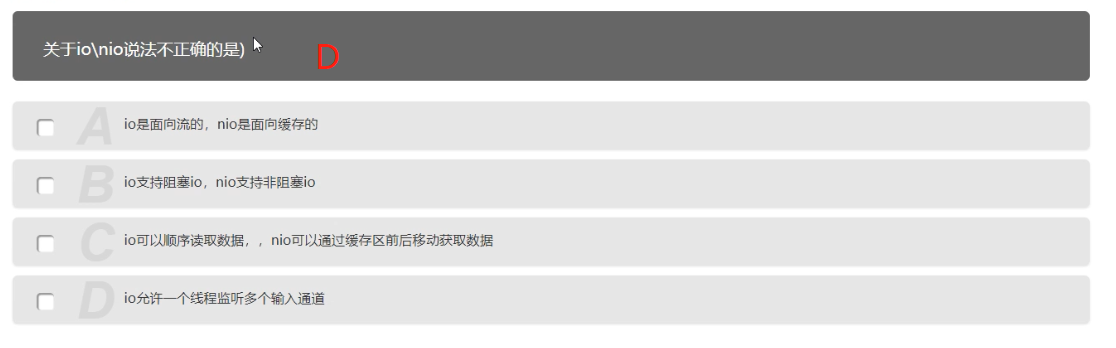 关于io\nio说法不正确的是)
D
A io是面向流的，nio是面向缓存的
B io支持阻塞io，nio支持非阻塞io
C io可以顺序读取数据，，nio可以通过缓存区前后移动获取数据
D io允许一个线程监听多个输入通道